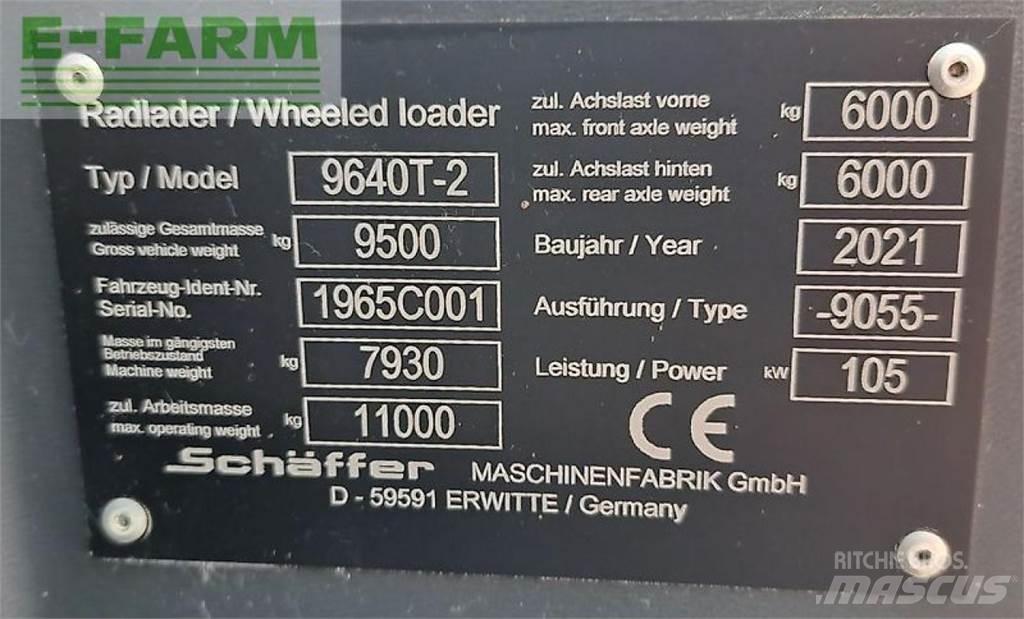 E-FARM
Radlader / Wheeled loader
Typ / Model 9640T-2
zulässige Gesamtmasse
Gross vehicle weight kg 9500
Fahrzeug-Ident-Nr.
Serial-No. 1965C001
Masse im gängigsten
Betriebszustand
Machine weight kg 7930
zul. Arbeitsmasse
max. operating weight kg 11000
zul. Achslast vorne
max. front axle weight kg 6000
zul. Achslast hinten
max. rear axle weight kg 6000
Baujahr / Year 2021
Ausführung / Type -9055-
Leistung / Power kW 105
CE
Schäffer MASCHINENFABRIK GmbH
D - 59591 ERWITTE / Germany
RITCHIE BROS.
MASCUS